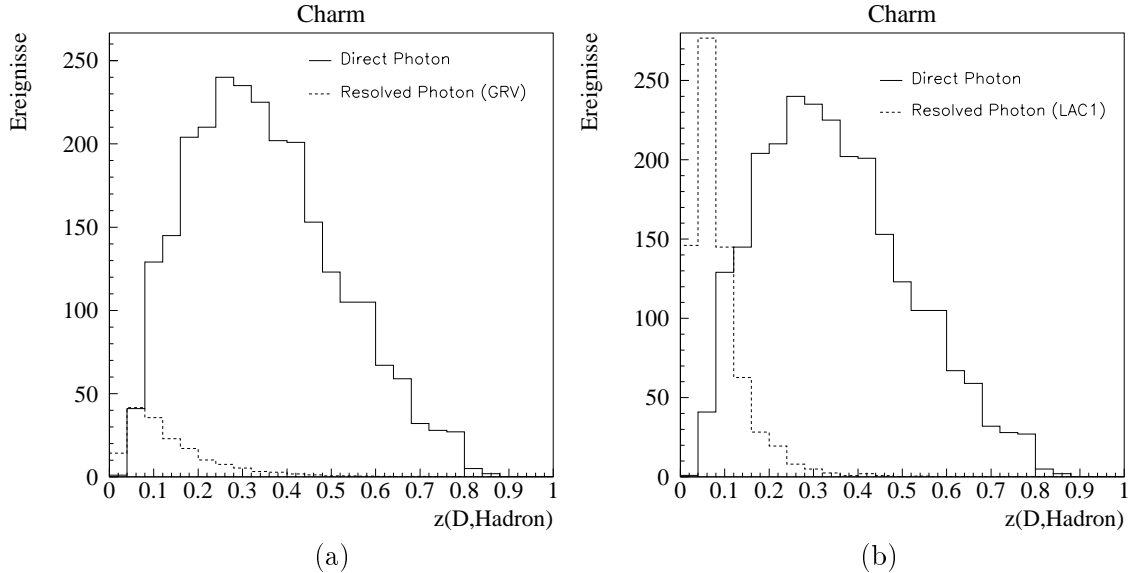 Charm
Ereignisse
250
200
150
100
50
0
Direct Photon
Resolved Photon (GRV)
0 0.1 0.2 0.3 0.4 0.5 0.6 0.7 0.8 0.9 1
z(D,Hadron)
(a)
Charm
Ereignisse
250
200
150
100
50
0
Direct Photon
Resolved Photon (LAC1)
0 0.1 0.2 0.3 0.4 0.5 0.6 0.7 0.8 0.9 1
z(D,Hadron)
(b)